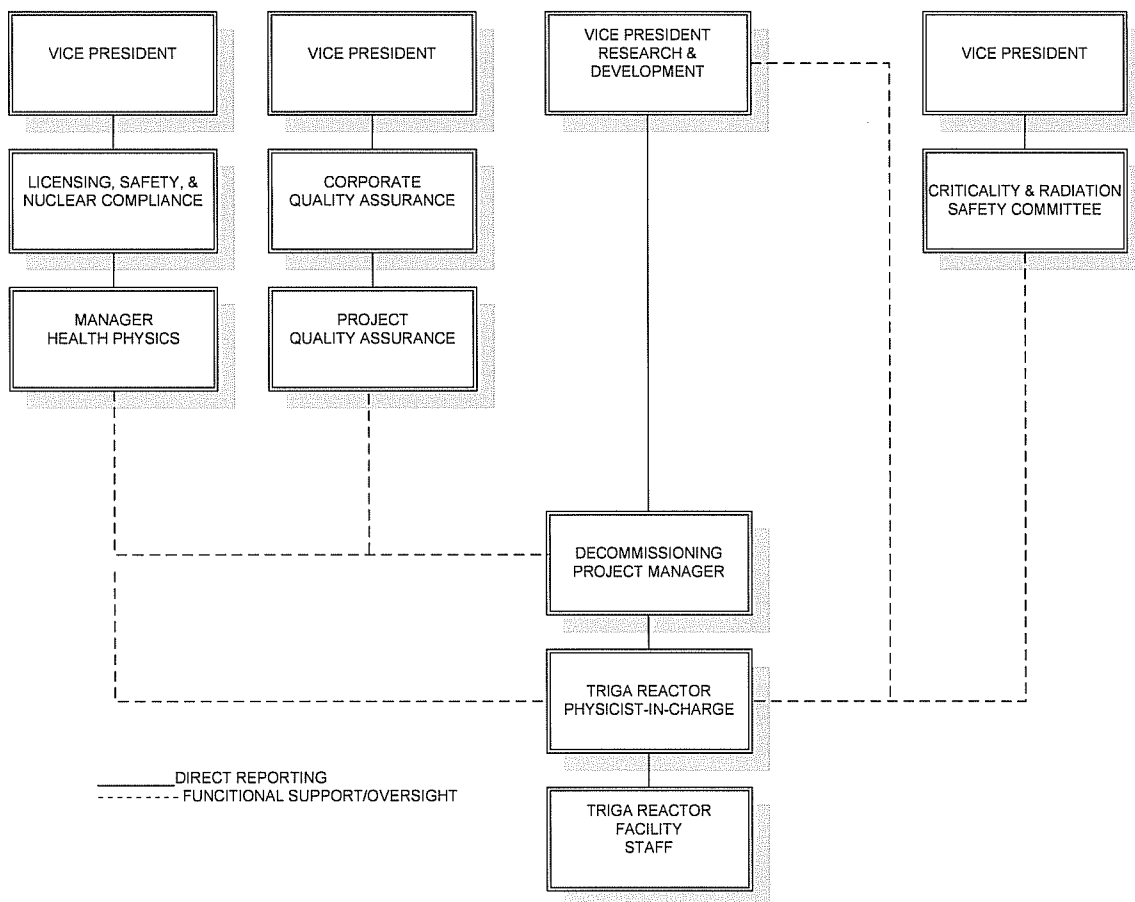 VICE PRESIDENT
VICE PRESIDENT
VICE PRESIDENT
RESEARCH &
DEVELOPMENT
VICE PRESIDENT
LICENSING, SAFETY, &
NUCLEAR COMPLIANCE
CORPORATE
QUALITY ASSURANCE
CRITICALITY & RADIATION
SAFETY COMMITTEE
MANAGER
HEALTH PHYSICS
PROJECT
QUALITY ASSURANCE
DECOMMISSIONING
PROJECT MANAGER
TRIGA REACTOR
PHYSICIST-IN-CHARGE
DIRECT REPORTING
FUNCITIONAL SUPPORT/OVERSIGHT
TRIGA REACTOR
FACILITY
STAFF